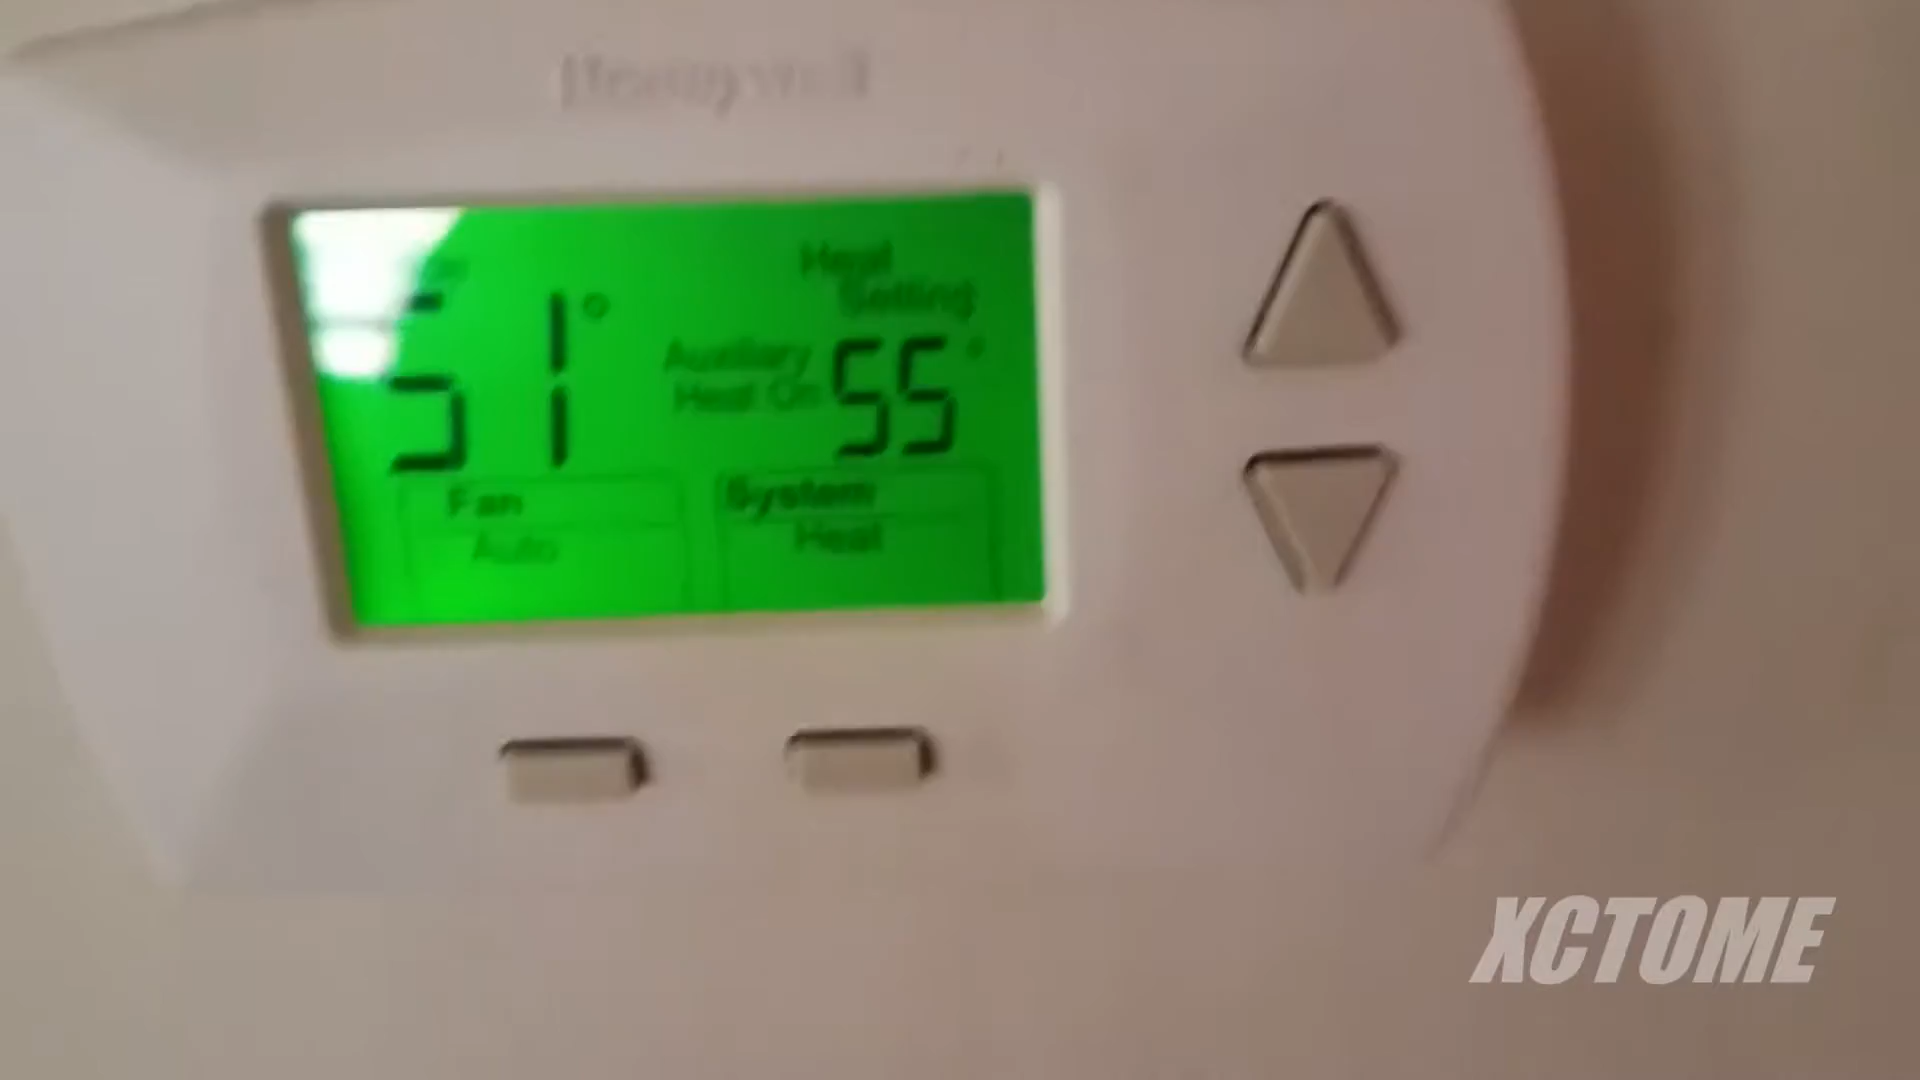 Honeywell
51°
Heat
Setting
Auxiliary
Heat On
55°
Fan
Auto
System
Heat
XCTOME